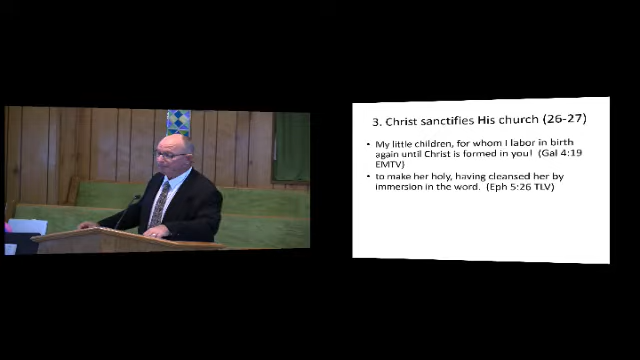 3. Christ sanctifies His church (26-27)
• My little children, for whom I labor in birth
again until Christ is formed in you! (Gal 4:19
EMTV)
• to make her holy, having cleansed her by
immersion in the word. (Eph 5:26 TLV)